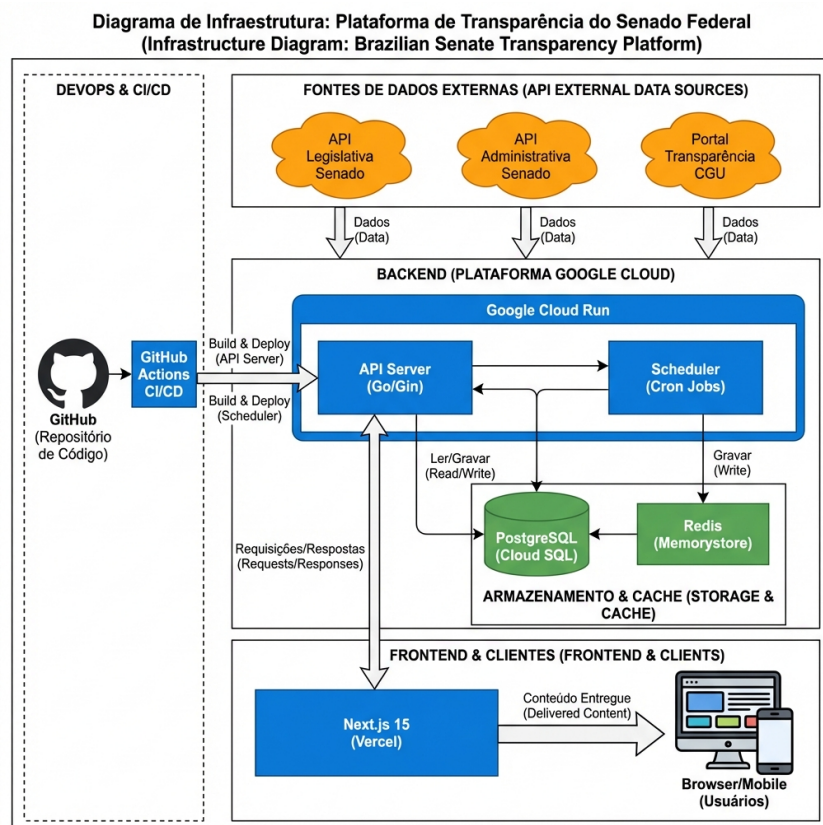 Diagrama de Infraestrutura: Plataforma de Transparência do Senado Federal
(Infrastructure Diagram: Brazilian Senate Transparency Platform)
DEVOPS & CI/CD
FONTES DE DADOS EXTERNAS (API EXTERNAL DATA SOURCES)
API
Legislativa
Senado
API
Administrativa
Senado
Portal
Transparência
CGU
Dados
(Data)
Dados
(Data)
Dados
(Data)
BACKEND (PLATAFORMA GOOGLE CLOUD)
Google Cloud Run
GitHub
(Repositório
de Código)
GitHub
Actions
CI/CD
Build & Deploy
(API Server)
Build & Deploy
(Scheduler)
API Server
(Go/Gin)
Scheduler
(Cron Jobs)
Ler/Gravar
(Read/Write)
Gravar
(Write)
PostgreSQL
(Cloud SQL)
Redis
(Memorystore)
ARMAZENAMENTO & CACHE (STORAGE &
CACHE)
Requisições/Respostas
(Requests/Responses)
FRONTEND & CLIENTES (FRONTEND & CLIENTS)
Next.js 15
(Vercel)
Conteúdo Entregue
(Delivered Content)
Browser/Mobile
(Usuários)